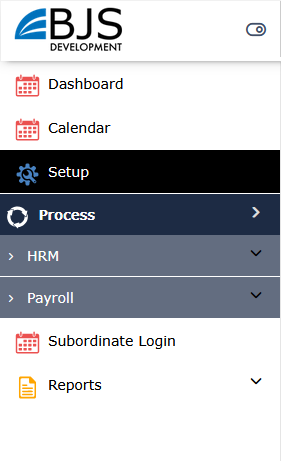 BJS
DEVELOPMENT
Dashboard
Calendar
Setup
Process
HRM
Payroll
Subordinate Login
Reports